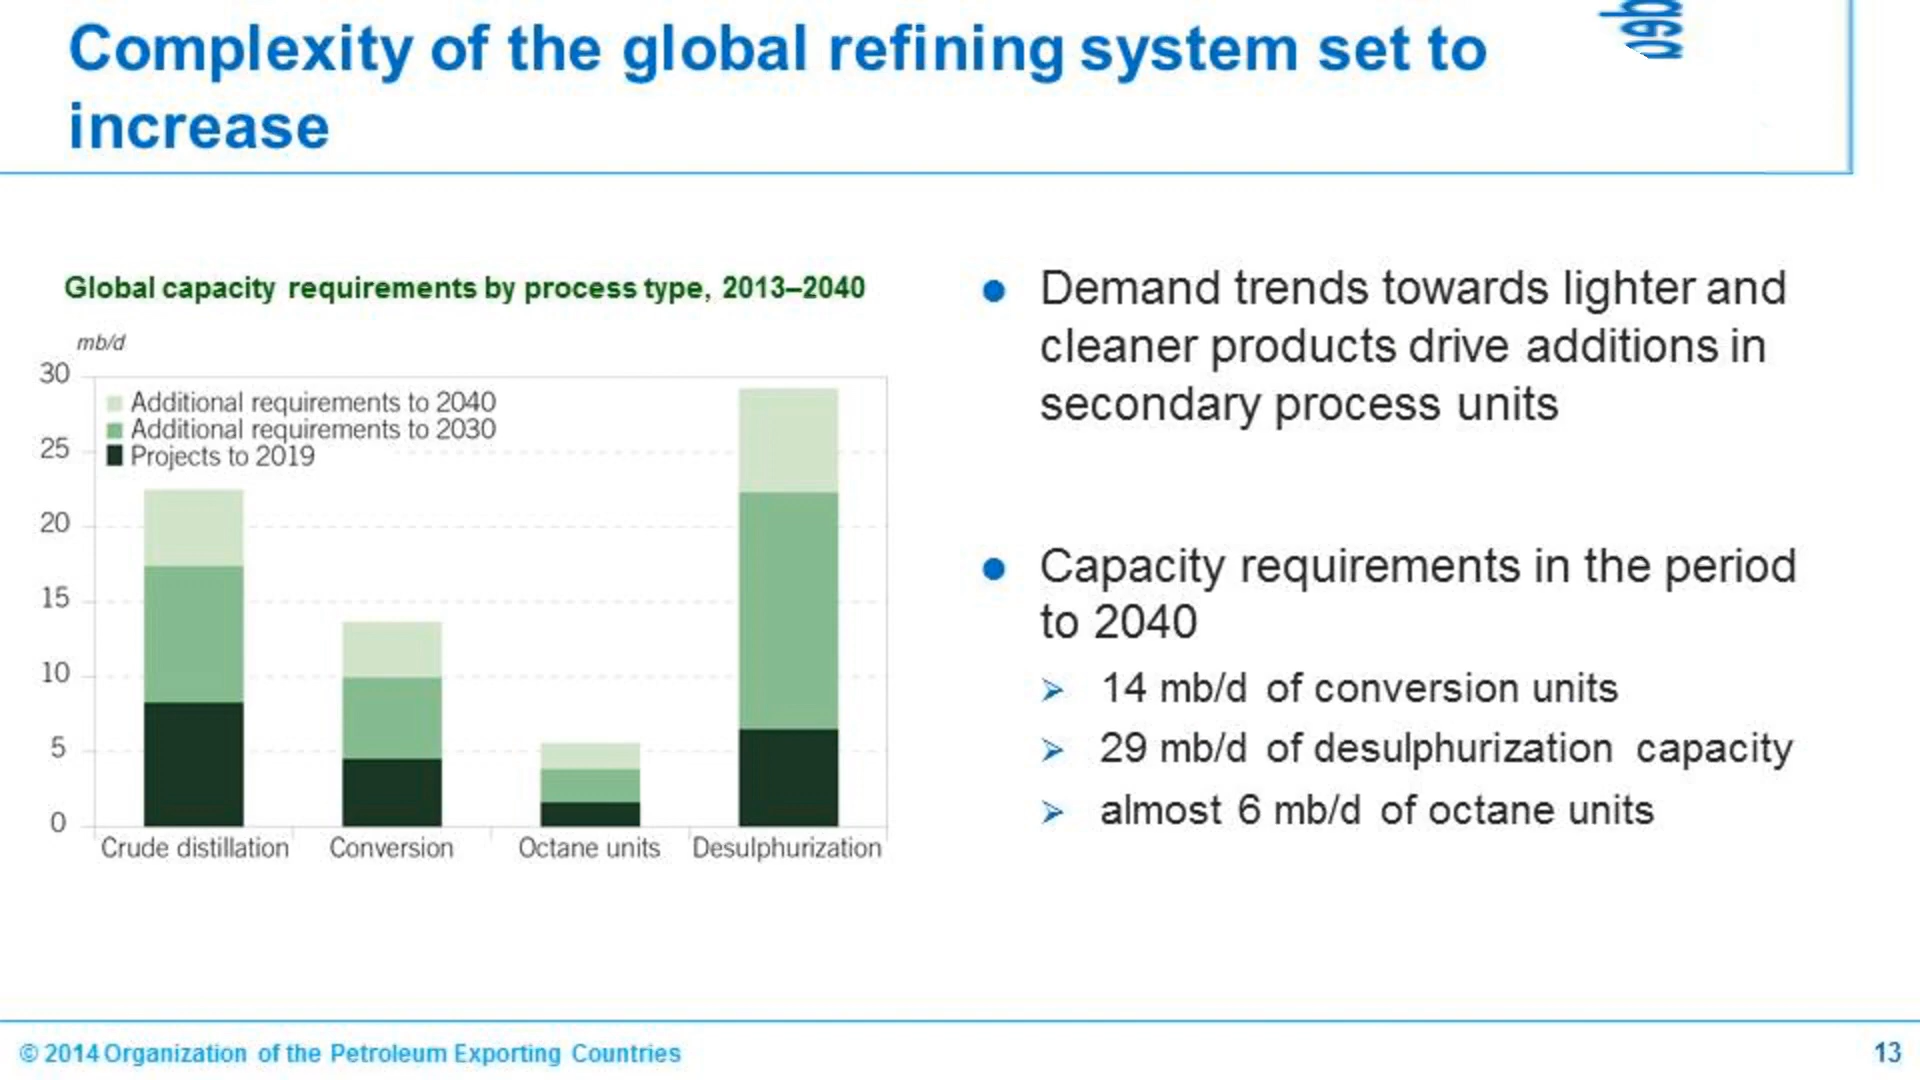 Complexity of the global refining system set to
increase
Global capacity requirements by process type, 2013–2040
mb/d
30
25
20
15
10
5
0
Additional requirements to 2040
Additional requirements to 2030
Projects to 2019
Crude distillation
Conversion
Octane units
Desulphurization
● Demand trends towards lighter and
cleaner products drive additions in
secondary process units
● Capacity requirements in the period
to 2040
➢ 14 mb/d of conversion units
➢ 29 mb/d of desulphurization capacity
➢ almost 6 mb/d of octane units
© 2014 Organization of the Petroleum Exporting Countries
13